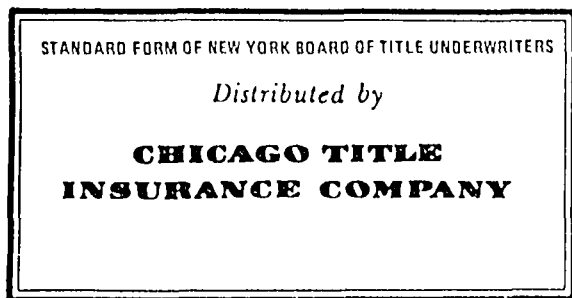 STANDARD FORM OF NEW YORK BOARD OF TITLE UNDERWRITERS
Distributed by
CHICAGO TITLE
INSURANCE COMPANY